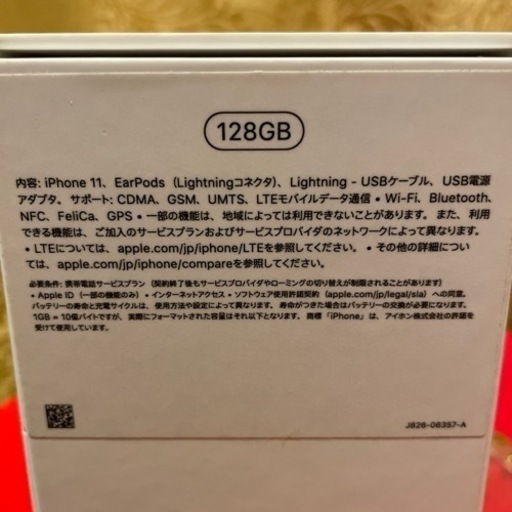 128GB
内容: iPhone 11、EarPods（Lightningコネクタ）、Lightning - USBケーブル、USB電源
アダプタ。 サポート: CDMA、GSM、UMTS、LTEモバイルデータ通信 • Wi-Fi、Bluetooth、
NFC、FeliCa、GPS • 一部の機能は、地域によっては利用できないことがあります。また、利用
できる機能は、ご加入のサービスプランおよびサービスプロバイダのネットワークによって異なります。
• LTEについては、apple.com/jp/iphone/LTEを参照してください。 • その他の詳細につい
ては、apple.com/jp/iphone/compareを参照してください。
必要条件: 携帯電話サービスプラン（契約終了後もサービスプロバイダやローミングの切り替えが制限されることがあります）
• Apple ID（一部の機能のみ）• インターネットアクセス • ソフトウェア使用許諾契約（apple.com/jp/legal/sla）への同意。
バッテリーの寿命と充電サイクルは、使用方法や設定によって異なります。 寿命がつきた場合はバッテリーの交換が必要になります。
1GB = 10億バイトですが、実際にフォーマットされた容量はそれ以下となります。 商標「iPhone」は、アイホン株式会社の許諾を
受けて使用しています。
J826-06357-A